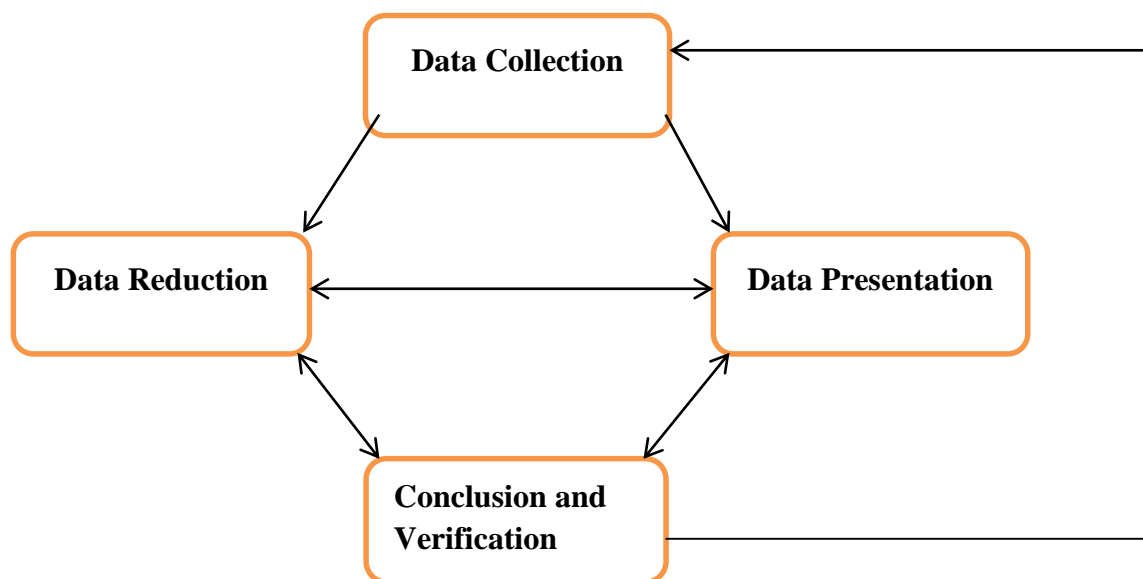 Data Collection
Data Reduction
Data Presentation
Conclusion and
Verification